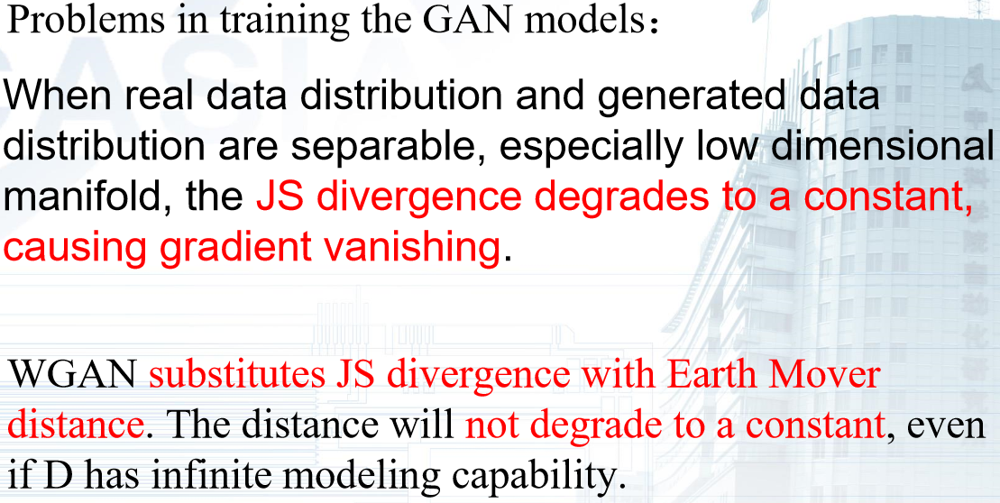 Problems in training the GAN models：
When real data distribution and generated data
distribution are separable, especially low dimensional
manifold, the JS divergence degrades to a constant,
causing gradient vanishing.
WGAN substitutes JS divergence with Earth Mover
distance. The distance will not degrade to a constant, even
if D has infinite modeling capability.